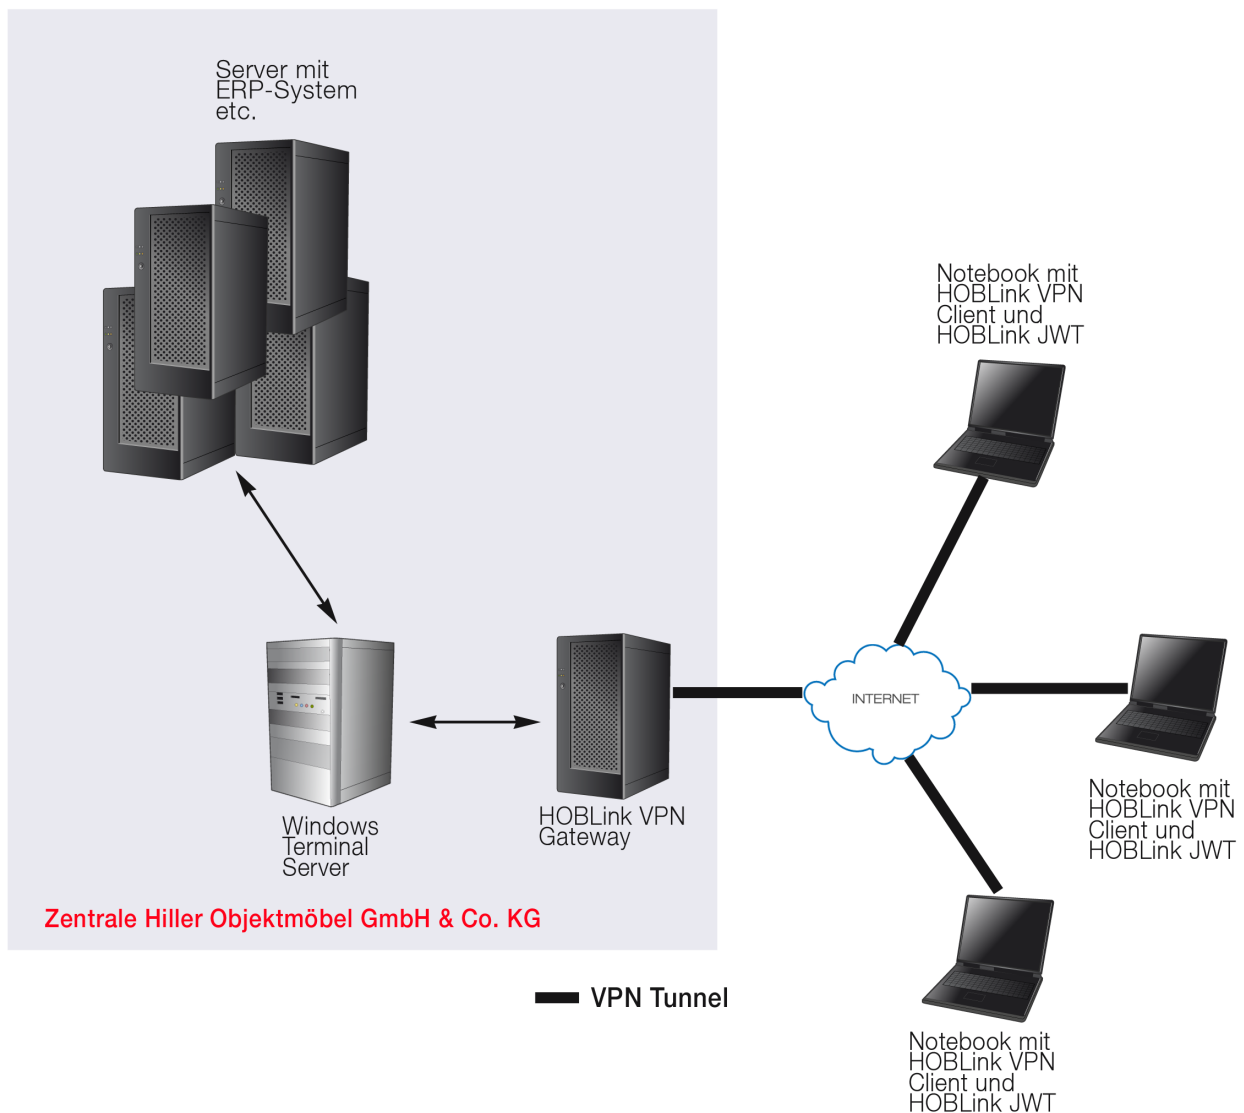 Server mit
ERP-System
etc.
Notebook mit
HOBLink VPN
Client und
HOBLink JWT
INTERNET
Windows
Terminal
Server
HOBLink VPN
Gateway
Notebook mit
HOBLink VPN
Client und
HOBLink JWT
Zentrale Hiller Objektmöbel GmbH & Co. KG
VPN Tunnel
Notebook mit
HOBLink VPN
Client und
HOBLink JWT